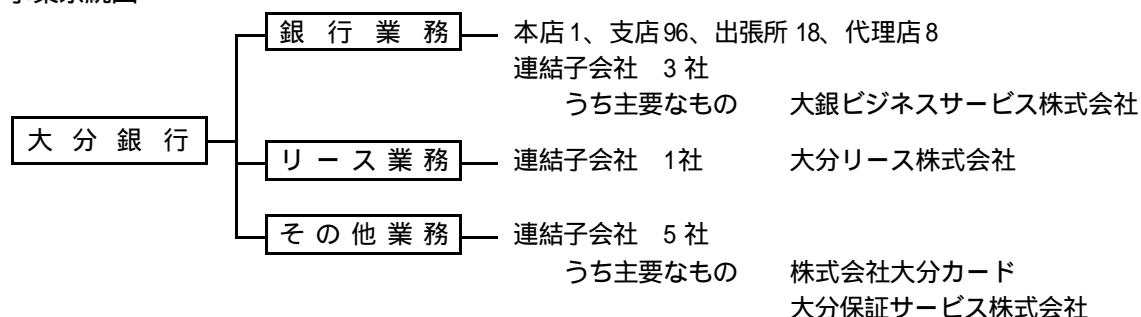 事業系統図
銀行業務 本店1、支店96、出張所18、代理店8
連結子会社 3社
うち主要なもの 大銀ビジネスサービス株式会社
大分銀行
リース業務 連結子会社 1社 大分リース株式会社
その他業務 連結子会社 5社
うち主要なもの 株式会社大分カード
大分保証サービス株式会社